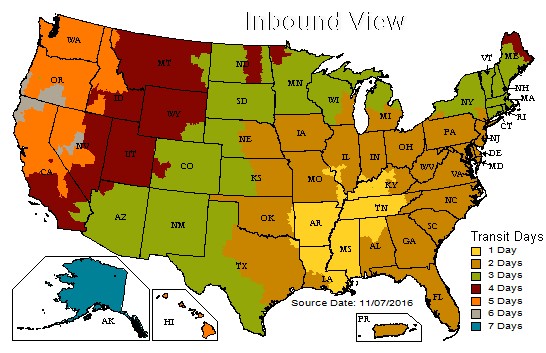 Inbound View
WA
OR
CA
NV
ID
MT
WY
UT
AZ
CO
NM
ND
SD
NE
KS
OK
TX
MN
IA
MO
AR
LA
WI
IL
MI
IN
OH
KY
TN
MS
AL
GA
FL
SC
NC
VA
WV
PA
NY
VT
ME
NH
MA
RI
CT
NJ
DE
MD
AK
HI
PR
Source Date: 11/07/2016
Transit Days
1 Day
2 Days
3 Days
4 Days
5 Days
6 Days
7 Days